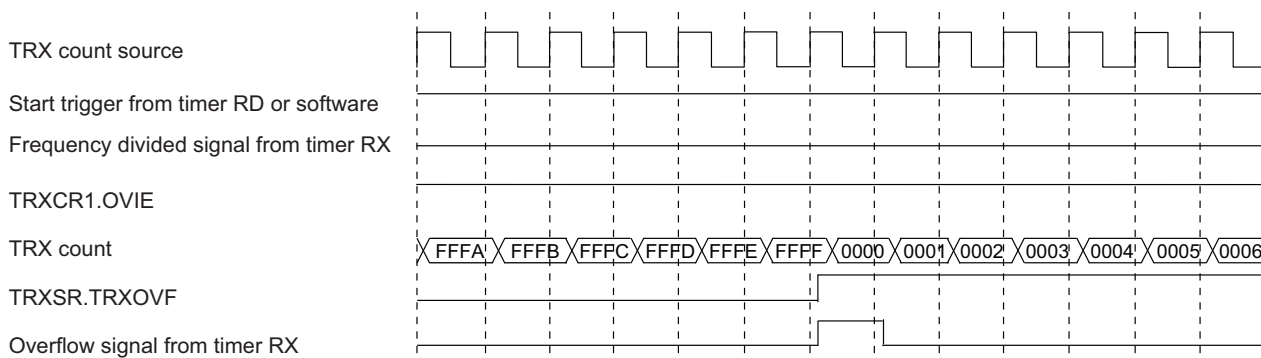 TRX count source
Start trigger from timer RD or software
Frequency divided signal from timer RX
TRXCR1.OVIE
TRX count FFFA FFFB FFFC FFFD FFFE FFFF 0000 0001 0002 0003 0004 0005 0006
TRXSR.TRXOVF
Overflow signal from timer RX